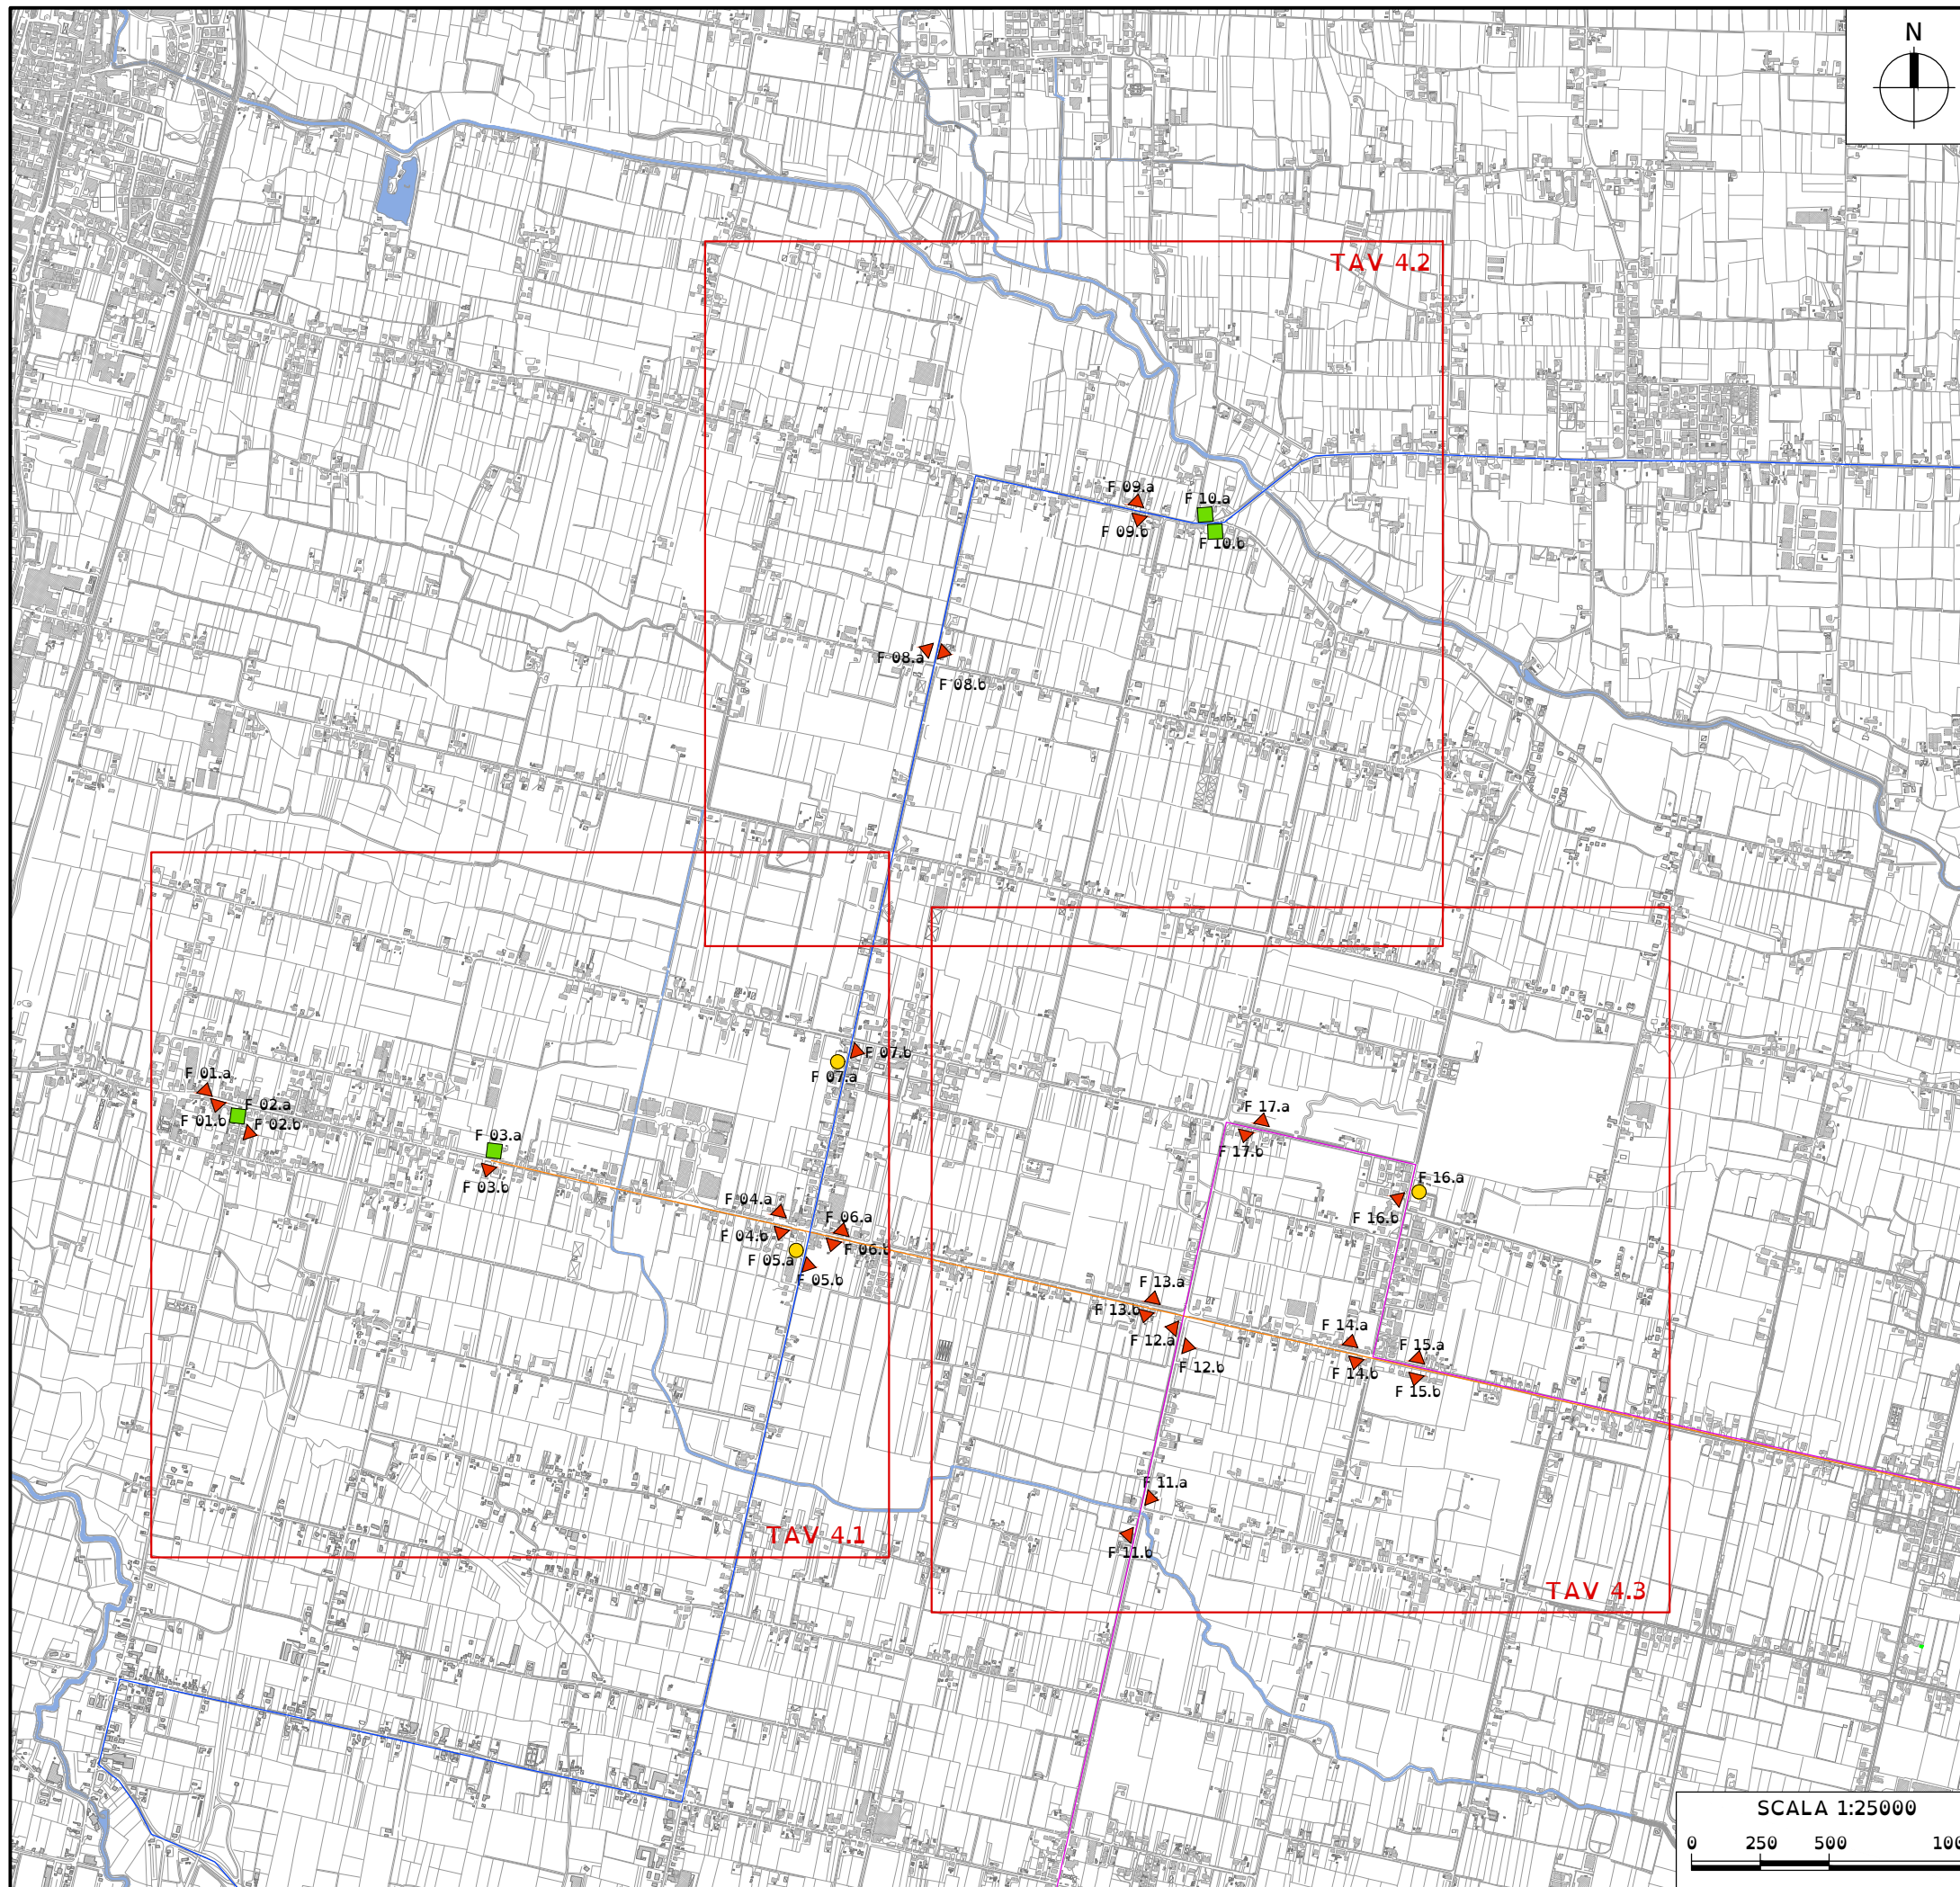 N
TAV 4.2
F 09.a
F 10.a
F 09.b
F 10.b
F 08.a
F 08.b
F 07.b
F 07.a
F 01.a
F 02.a
F 01.b
F 02.b
F 17.a
F 03.a
F 17.b
F 16.a
F 03.b
F 04.a
F 06.a
F 16.b
F 04.b
F 06.b
F 05.a
F 05.b
F 13.a
F 13.b
F 14.a
F 12.a
F 15.a
F 12.b
F 14.b
F 15.b
F 11.a
TAV 4.1
F 11.b
TAV 4.3
SCALA 1:25000
0 250 500